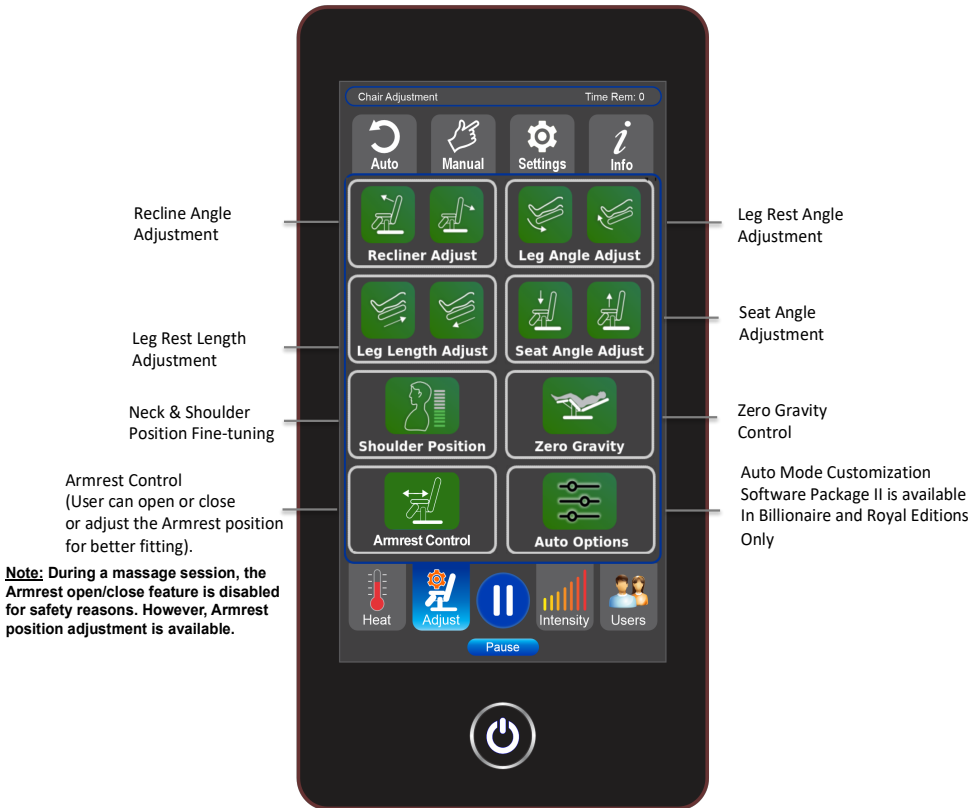 Chair Adjustment Time Rem: 0
Auto Manual Settings i Info
Recline Angle
Adjustment
Recliner Adjust
Leg Angle Adjust
Leg Rest Angle
Adjustment
Leg Rest Length
Adjustment
Leg Length Adjust
Seat Angle Adjust
Seat Angle
Adjustment
Neck & Shoulder
Position Fine-tuning
Shoulder Position
Zero Gravity
Zero Gravity
Control
Armrest Control
(User can open or close
or adjust the Armrest position
for better fitting).
Armrest Control
Auto Options
Auto Mode Customization
Software Package II is available
In Billionaire and Royal Editions
Only
Note: During a massage session, the
Armrest open/close feature is disabled
for safety reasons. However, Armrest
position adjustment is available.
Heat Adjust Intensity Users
Pause